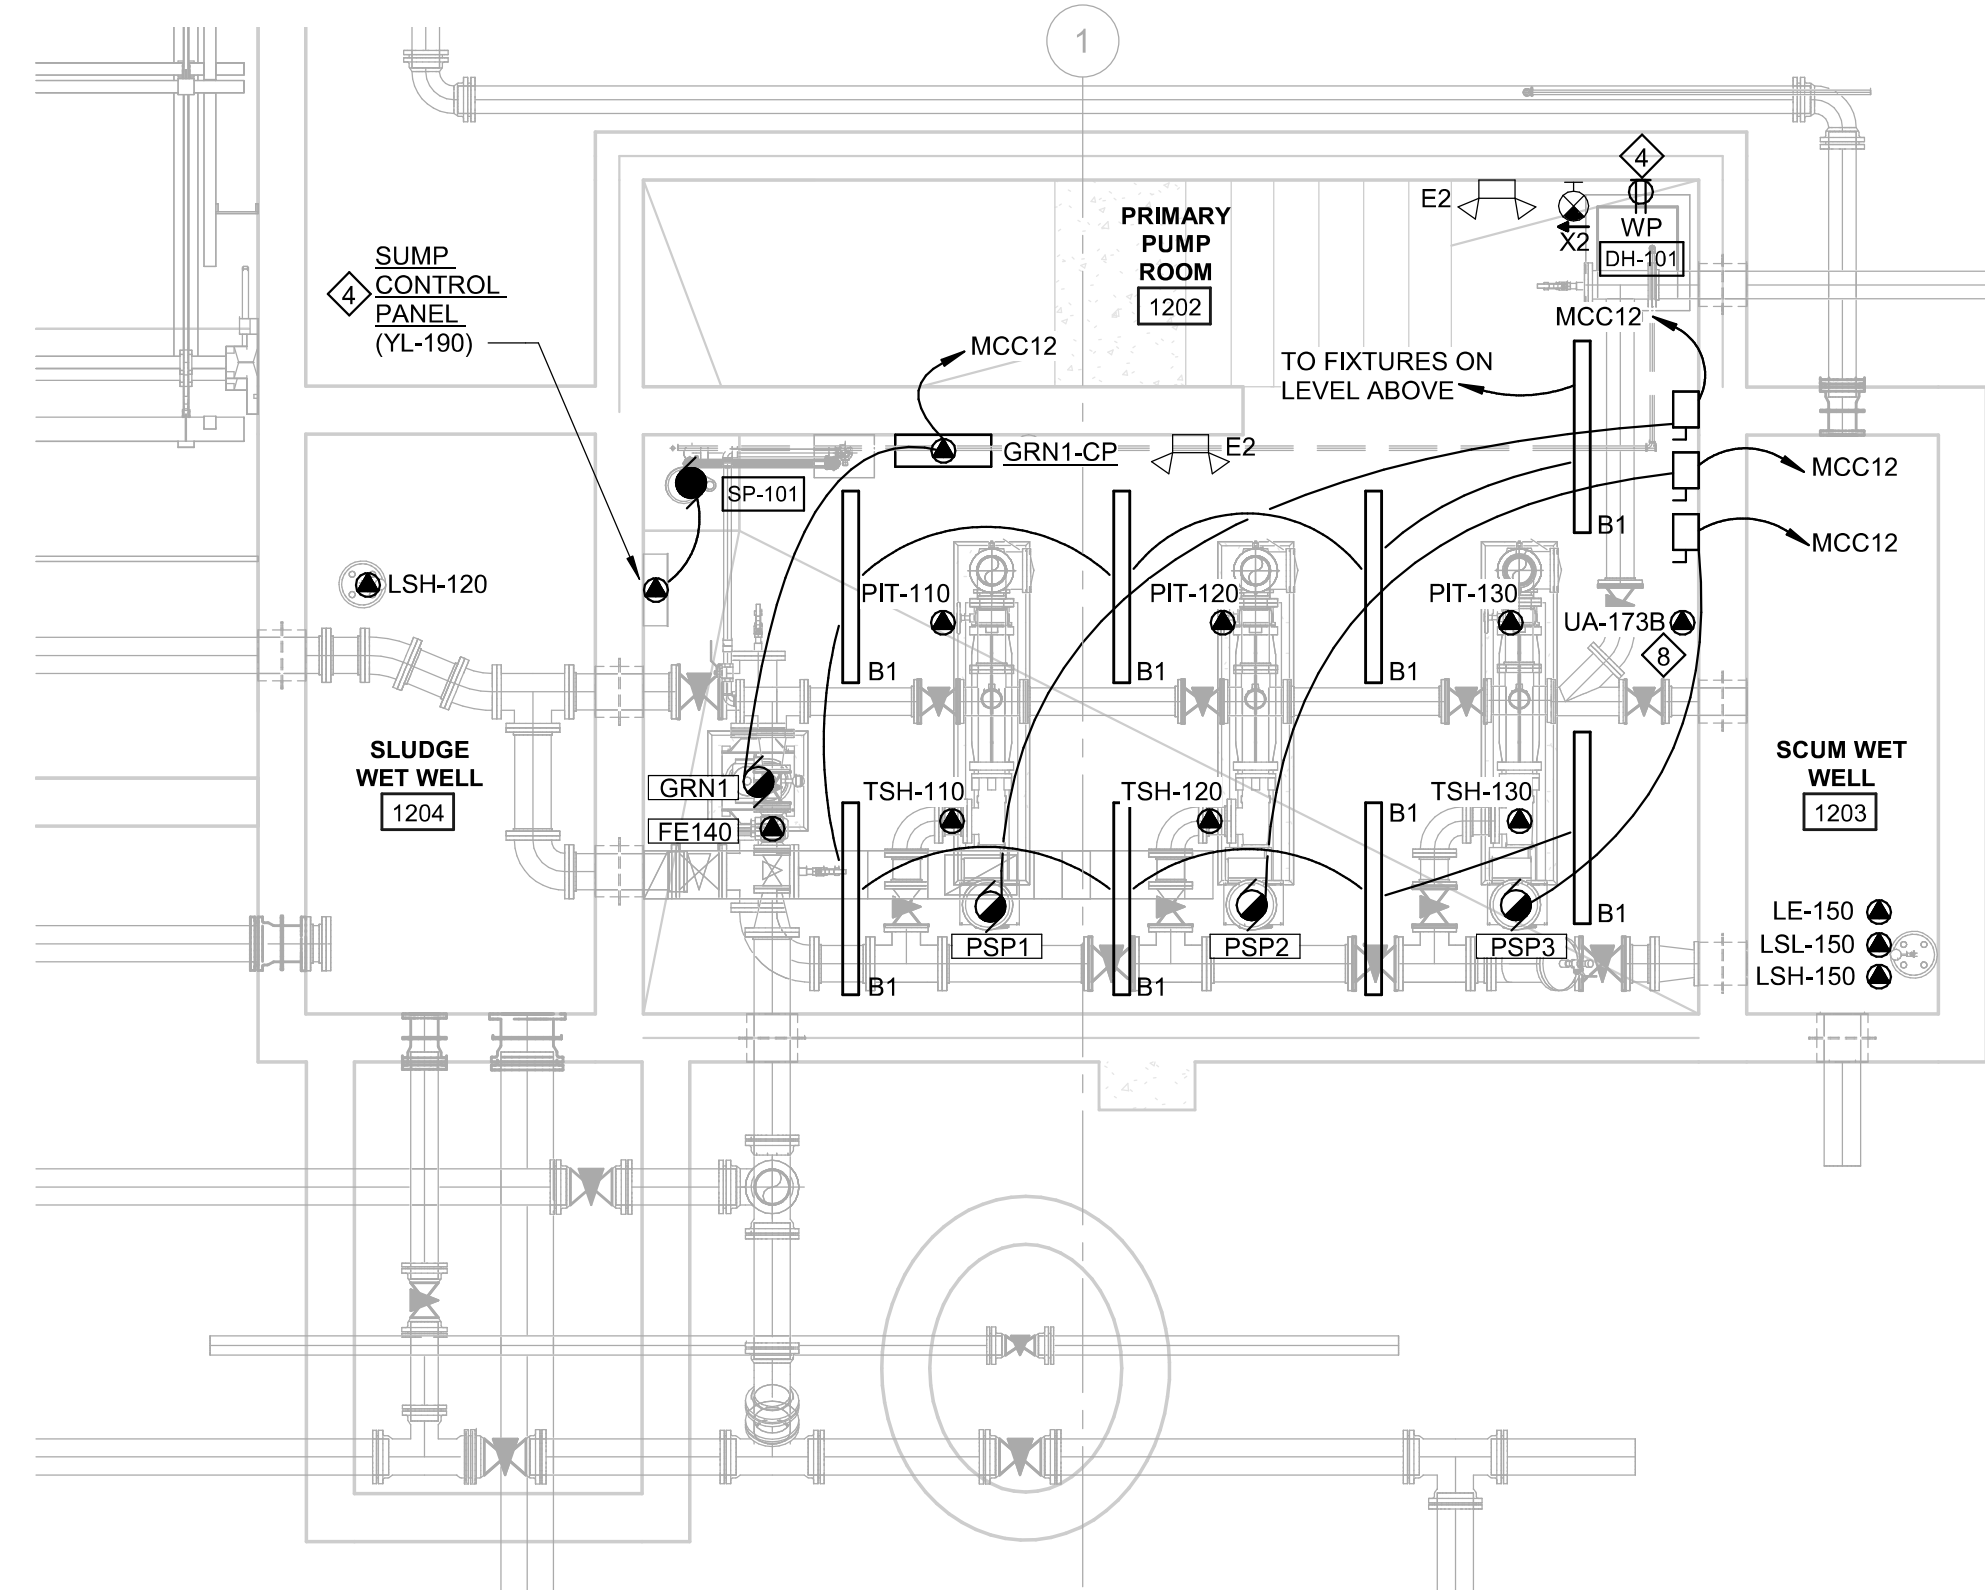 1
4
E2
X2
WP
DH-101
PRIMARY
PUMP
ROOM
1202
4
SUMP
CONTROL
PANEL
(YL-190)
MCC12
MCC12
TO FIXTURES ON
LEVEL ABOVE
GRN1-CP
E2
MCC12
SP-101
B1
MCC12
LSH-120
PIT-110
PIT-120
PIT-130
UA-173B
8
B1
B1
B1
SLUDGE
WET WELL
1204
SCUM WET
WELL
1203
GRN1
TSH-110
TSH-120
TSH-130
B1
FE140
LE-150
B1
LSL-150
PSP1
PSP2
PSP3
LSH-150
B1
B1